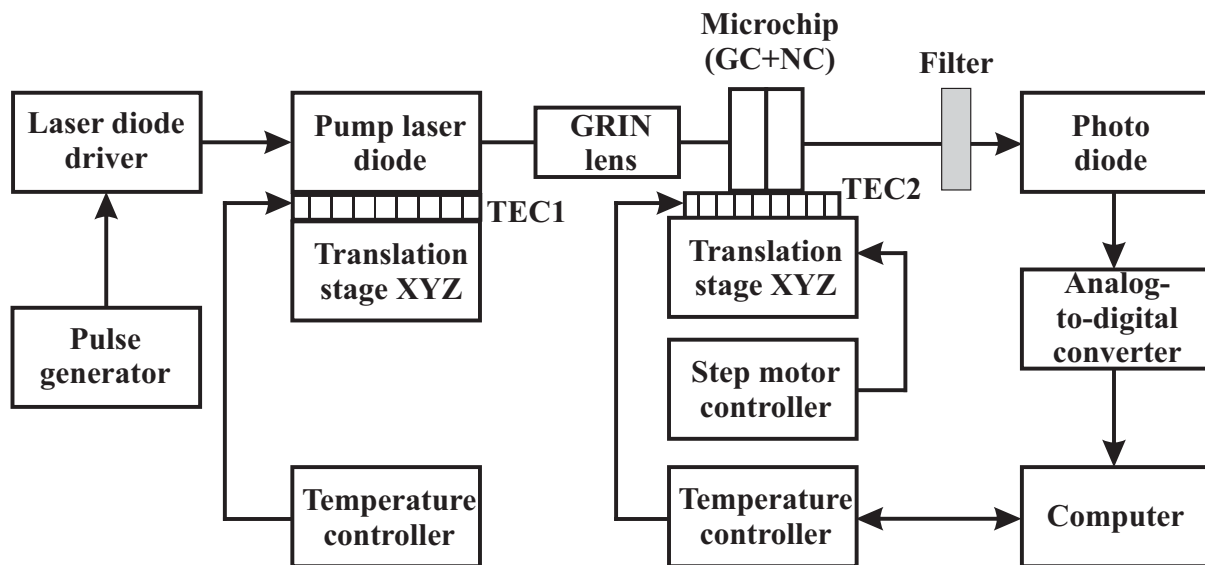 Microchip
(GC+NC)
Filter
Laser diode
driver
Pump laser
diode
GRIN
lens
Photo
diode
TEC1
TEC2
Translation
stage XYZ
Translation
stage XYZ
Analog-
to-digital
converter
Pulse
generator
Step motor
controller
Temperature
controller
Temperature
controller
Computer